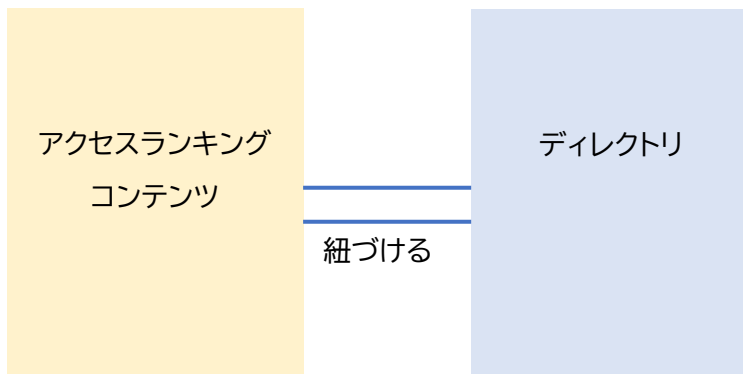 アクセスランキング
コンテンツ
ディレクトリ
紐づける